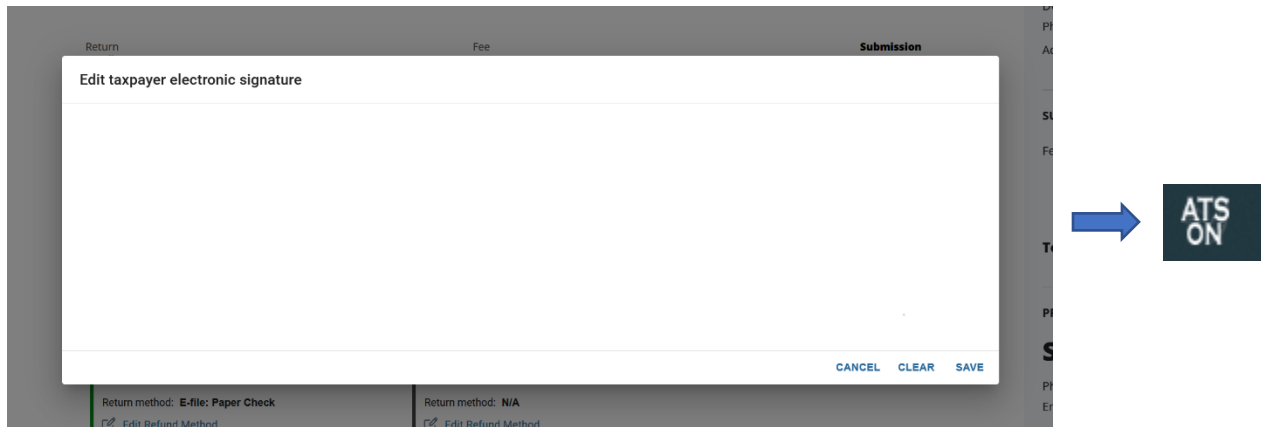 Return Fee Submission
Edit taxpayer electronic signature
CANCEL CLEAR SAVE
Return method: E-file: Paper Check
Return method: N/A
Edit Refund Method
Edit Refund Method
ATS
ON